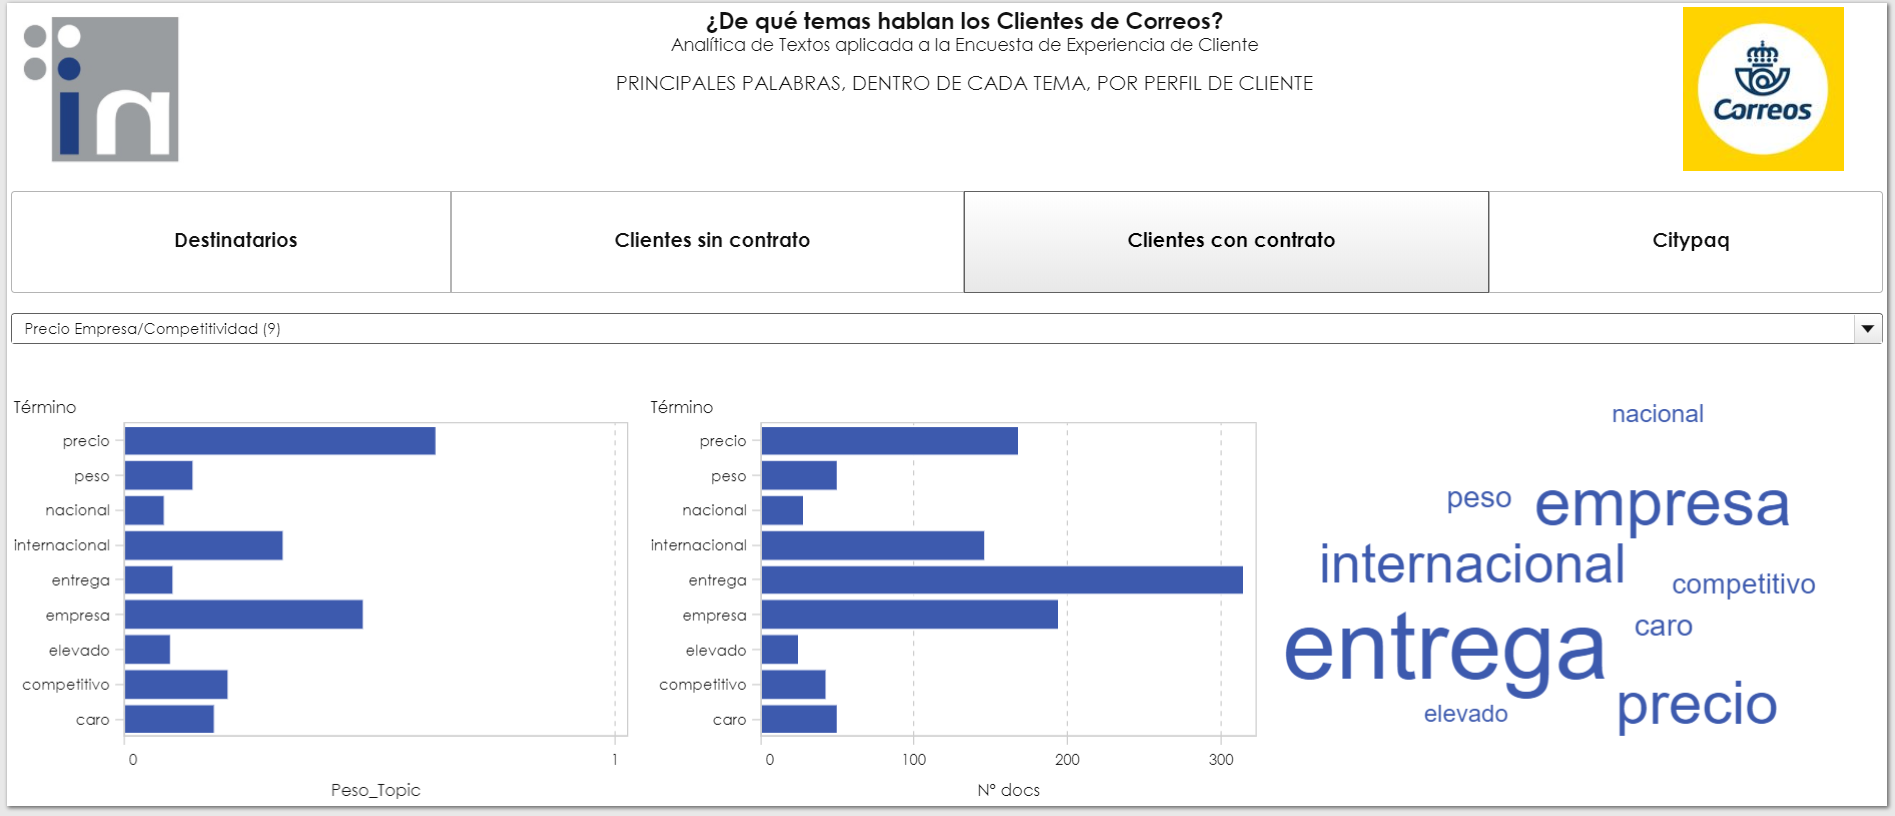 in
¿De qué temas hablan los Clientes de Correos?
Analítica de Textos aplicada a la Encuesta de Experiencia de Cliente
PRINCIPALES PALABRAS, DENTRO DE CADA TEMA, POR PERFIL DE CLIENTE
Correos
Destinatarios
Clientes sin contrato
Clientes con contrato
Citypaq
Precio Empresa/Competitividad (9)
Término
precio
peso
nacional
internacional
entrega
empresa
elevado
competitivo
caro
0 1
Peso_Topic
Término
precio
peso
nacional
internacional
entrega
empresa
elevado
competitivo
caro
0 100 200 300
Nº docs
nacional
peso empresa
internacional
competitivo
entrega
caro
precio
elevado